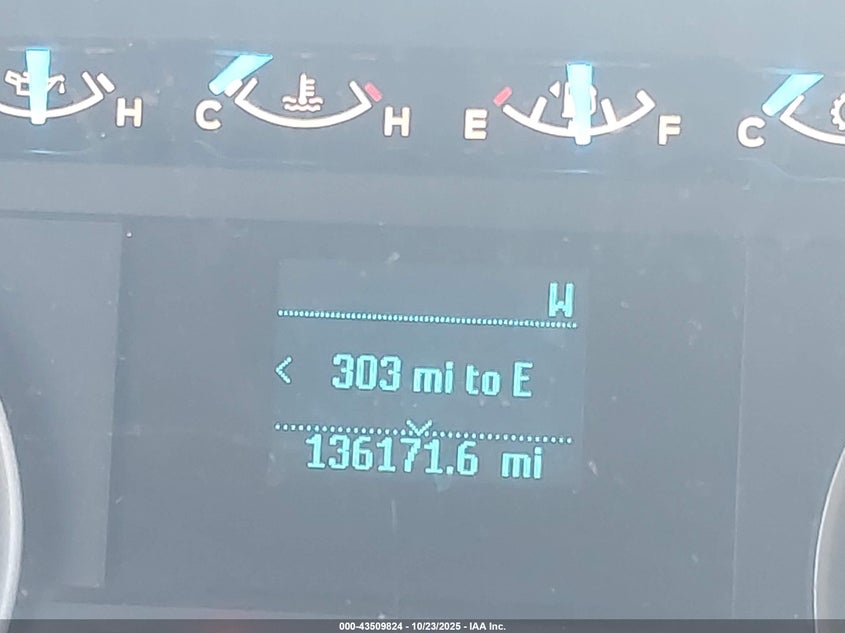 H C H E F C
W
< 303 mi to E
136171.6 mi
000-43509824 - 10/23/2025 - IAA Inc.